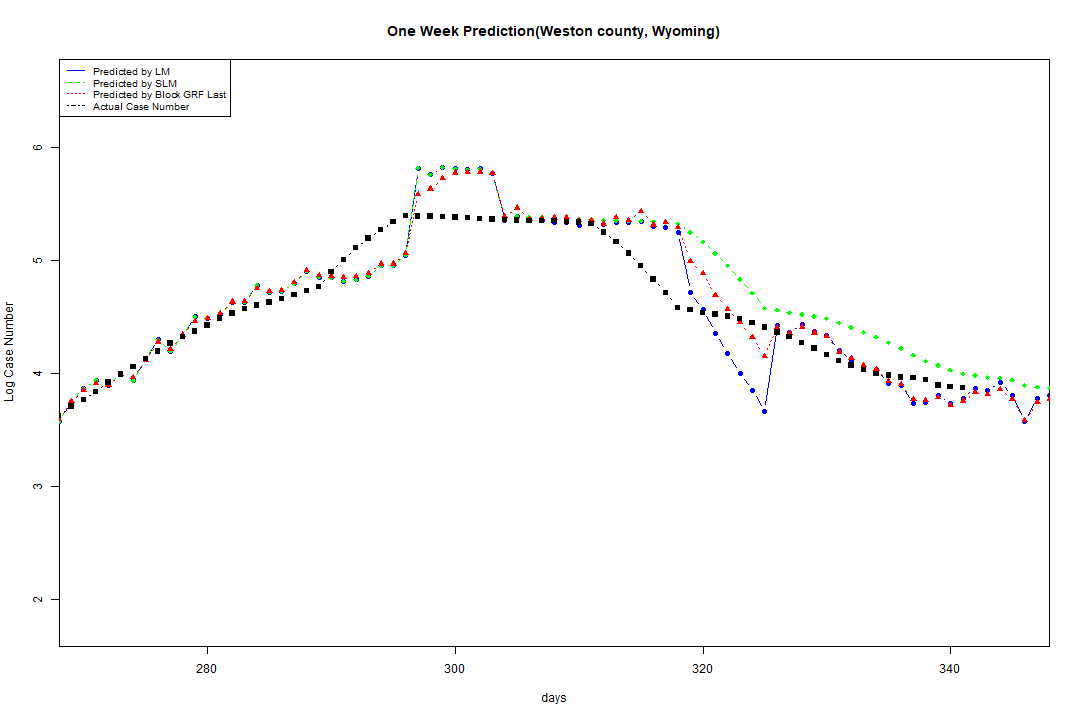 One Week Prediction(Weston county, Wyoming)
Predicted by LM
Predicted by SLM
Predicted by Block GRF Last
Actual Case Number
6
5
4
3
2
Log Case Number
280 300 320 340
days